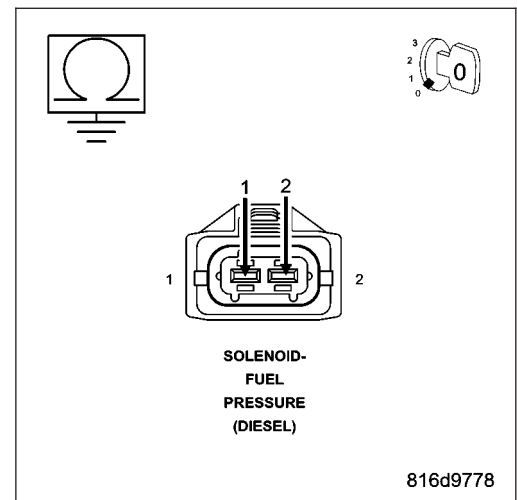 3
2
1
0
0
1 2
1 2
SOLENOID-
FUEL
PRESSURE
(DIESEL)
816d9778